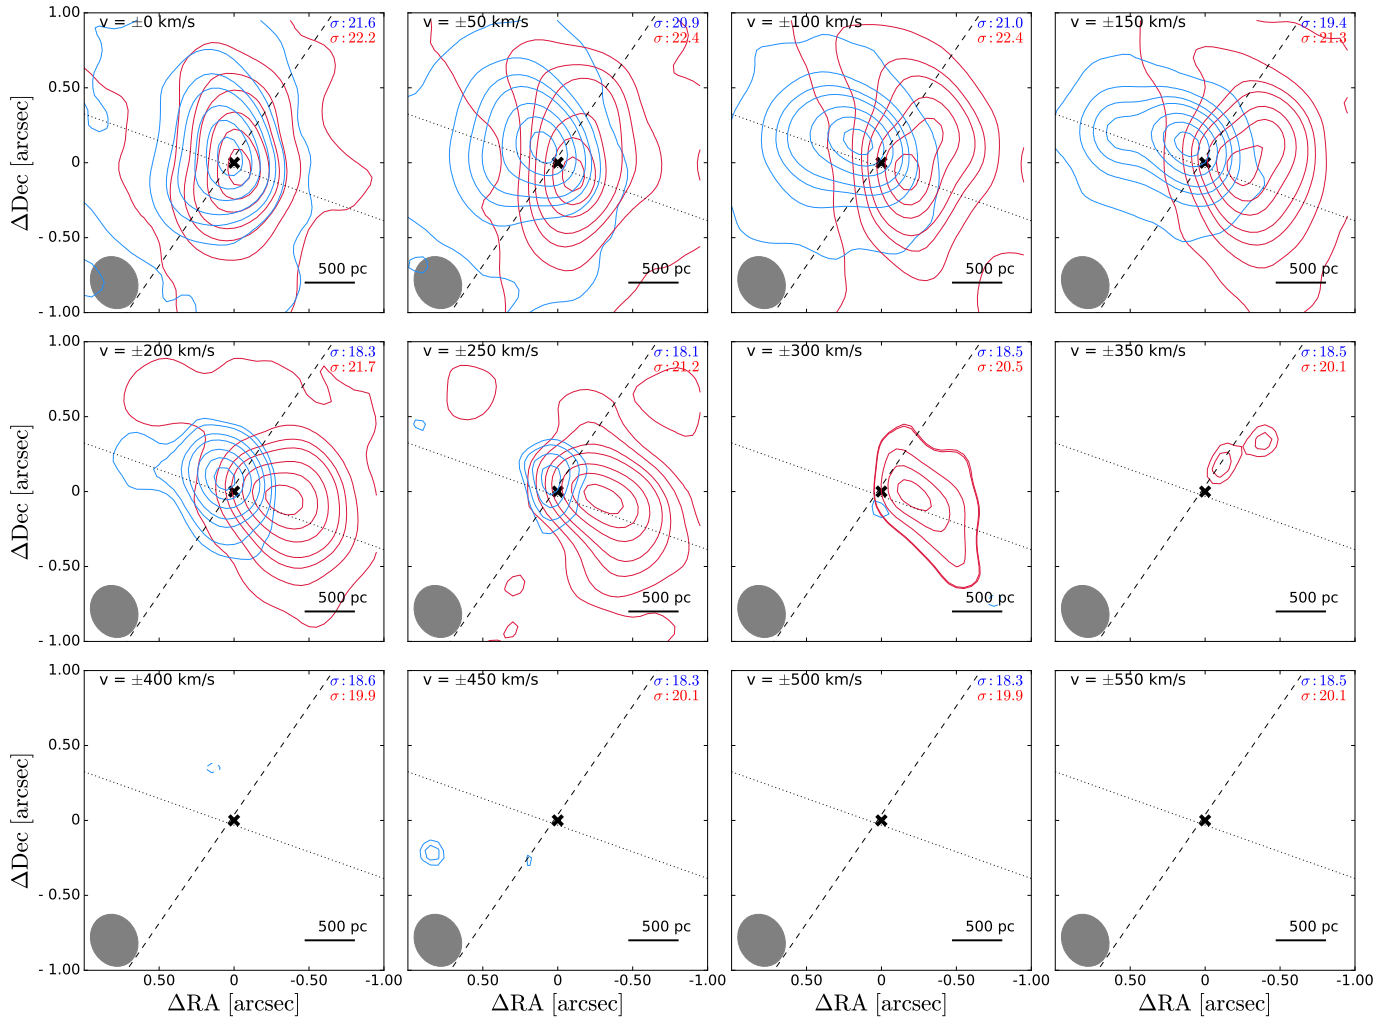 v = ±0 km/s
σ : 21.6
σ : 22.2
v = ±50 km/s
σ : 20.9
σ : 22.4
v = ±100 km/s
σ : 21.0
σ : 22.4
v = ±150 km/s
σ : 19.4
σ : 21.3
1.00
0.50
0
- 0.50
- 1.00
ΔDec [arcsec]
500 pc
500 pc
500 pc
500 pc
v = ±200 km/s
σ : 18.3
σ : 21.7
v = ±250 km/s
σ : 18.1
σ : 21.2
v = ±300 km/s
σ : 18.5
σ : 20.5
v = ±350 km/s
σ : 18.5
σ : 20.1
1.00
0.50
0
- 0.50
- 1.00
ΔDec [arcsec]
500 pc
500 pc
500 pc
500 pc
v = ±400 km/s
σ : 18.6
σ : 19.9
v = ±450 km/s
σ : 18.3
σ : 20.1
v = ±500 km/s
σ : 18.3
σ : 19.9
v = ±550 km/s
σ : 18.5
σ : 20.1
1.00
0.50
0
- 0.50
- 1.00
ΔDec [arcsec]
500 pc
500 pc
500 pc
500 pc
0.50 0 -0.50 -1.00
0.50 0 -0.50 -1.00
0.50 0 -0.50 -1.00
0.50 0 -0.50 -1.00
ΔRA [arcsec]
ΔRA [arcsec]
ΔRA [arcsec]
ΔRA [arcsec]